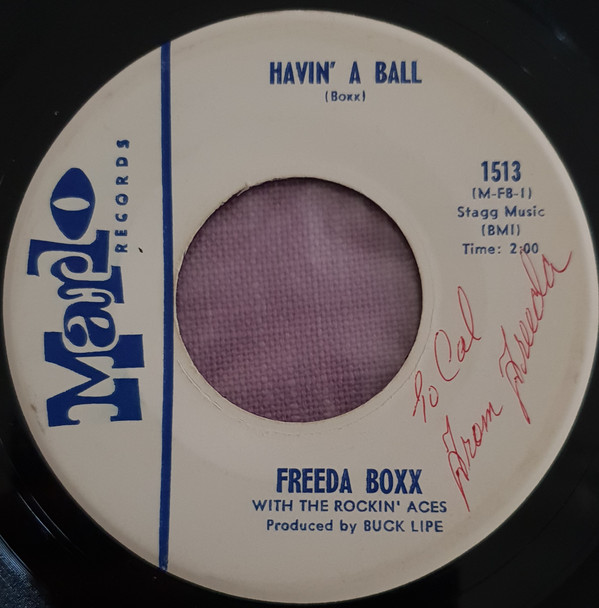 HAVIN' A BALL
(Boxx)
Marlo
RECORDS
1513
(M-FB-1)
Stagg Music
(BMI)
Time: 2:00
To Cal
From Freeda
FREEDA BOXX
WITH THE ROCKIN' ACES
Produced by BUCK LIPE